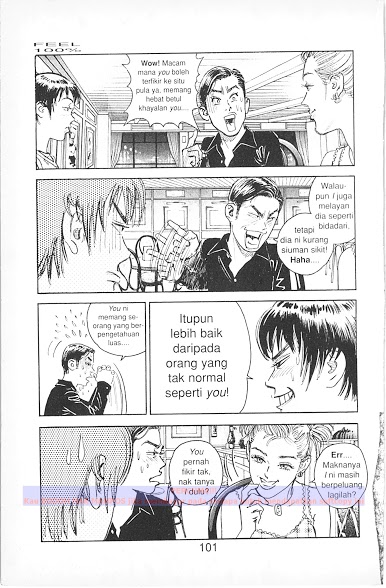 FEEL
100%
Wow! Macam
mana you boleh
terfikir ke situ
pula ya, memang
hebat betul
khayalan you...
Walau-
pun I juga
melayan
dia seperti
bidadari.
tetapi
dia ni kurang
siuman sikit!
Haha....
You ni
memang se-
orang yang ber-
pengetahuan
luas....
Itupun
lebih baik
daripada
orang yang
tak normal
seperti you!
You
pernah
fikir tak,
nak tanya
I dulu?
Err....
Maknanya
I ni masih
berpeluang
lagilah?
101